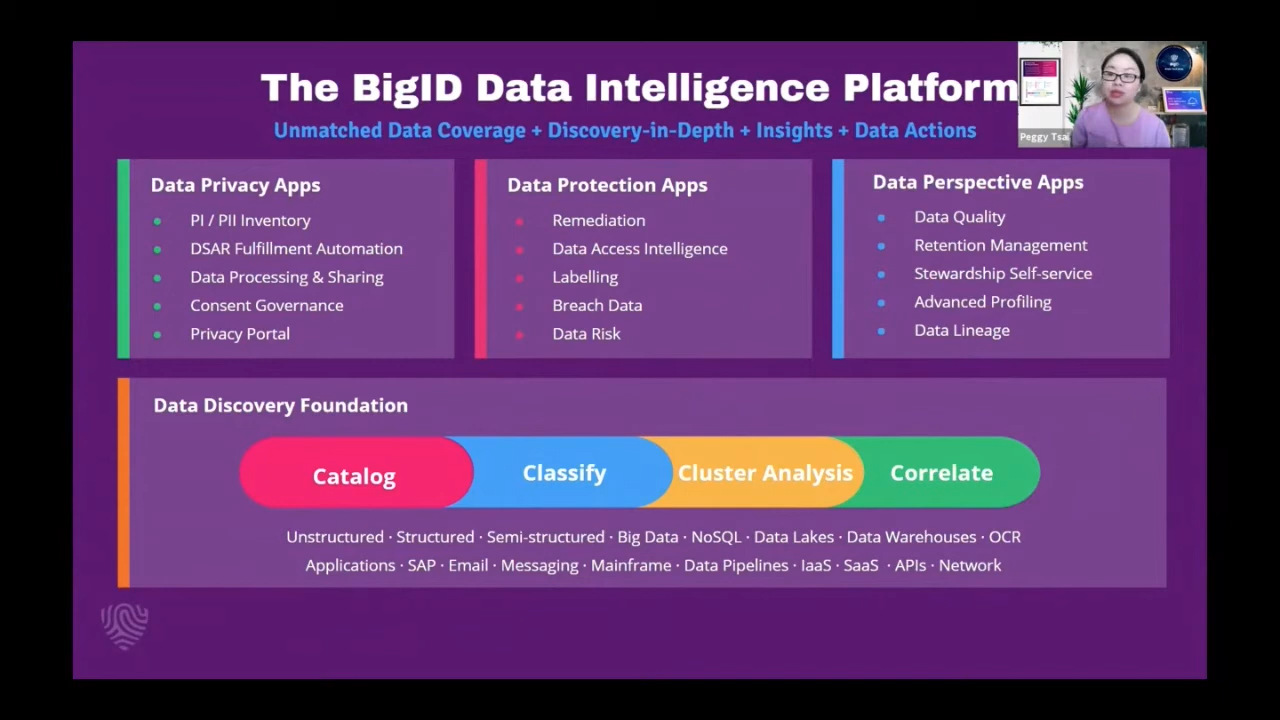 The BigID Data Intelligence Platform
Unmatched Data Coverage + Discovery-in-Depth + Insights + Data Actions
Peggy Tsai
Data Privacy Apps
PI / PII Inventory
DSAR Fulfillment Automation
Data Processing & Sharing
Consent Governance
Privacy Portal
Data Protection Apps
Remediation
Data Access Intelligence
Labelling
Breach Data
Data Risk
Data Perspective Apps
Data Quality
Retention Management
Stewardship Self-service
Advanced Profiling
Data Lineage
Data Discovery Foundation
Catalog
Classify
Cluster Analysis
Correlate
Unstructured · Structured · Semi-structured · Big Data · NoSQL · Data Lakes · Data Warehouses · OCR
Applications · SAP · Email · Messaging · Mainframe · Data Pipelines · IaaS · SaaS · APIs · Network